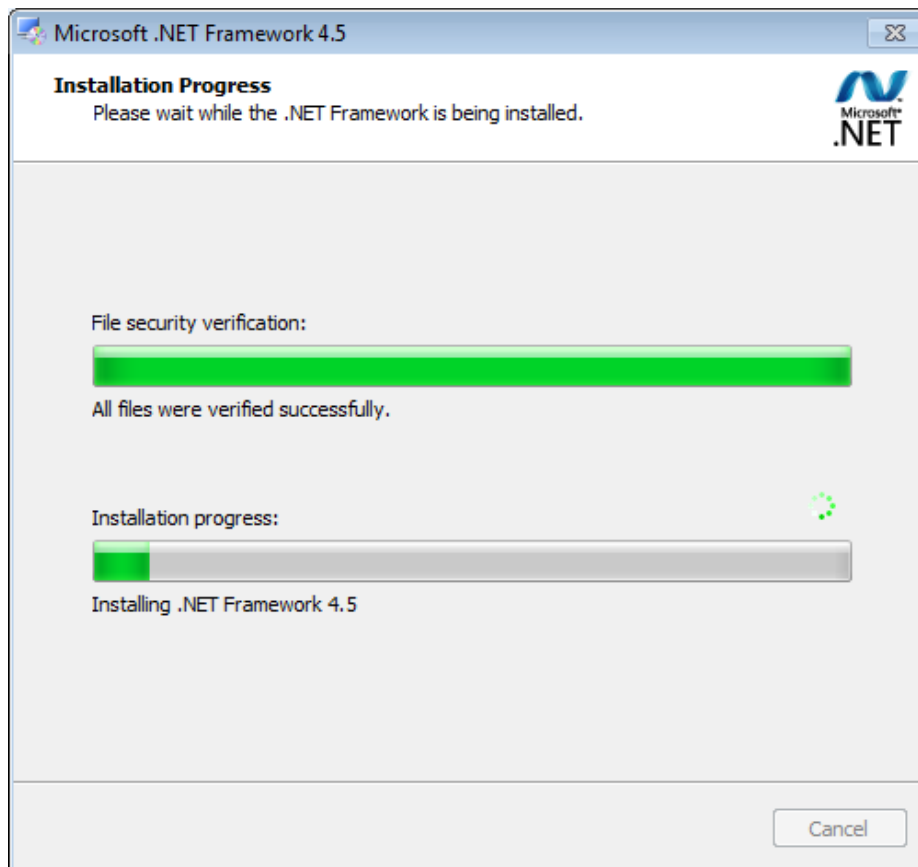 Microsoft .NET Framework 4.5
Installation Progress
Please wait while the .NET Framework is being installed.
Microsoft®
.NET
File security verification:
All files were verified successfully.
Installation progress:
Installing .NET Framework 4.5
Cancel